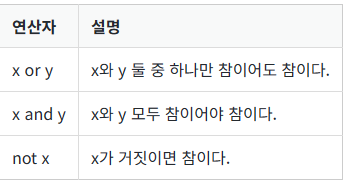 연산자 설명
x or y x와 y 둘 중 하나만 참이어도 참이다.
x and y x와 y 모두 참이어야 참이다.
not x x가 거짓이면 참이다.